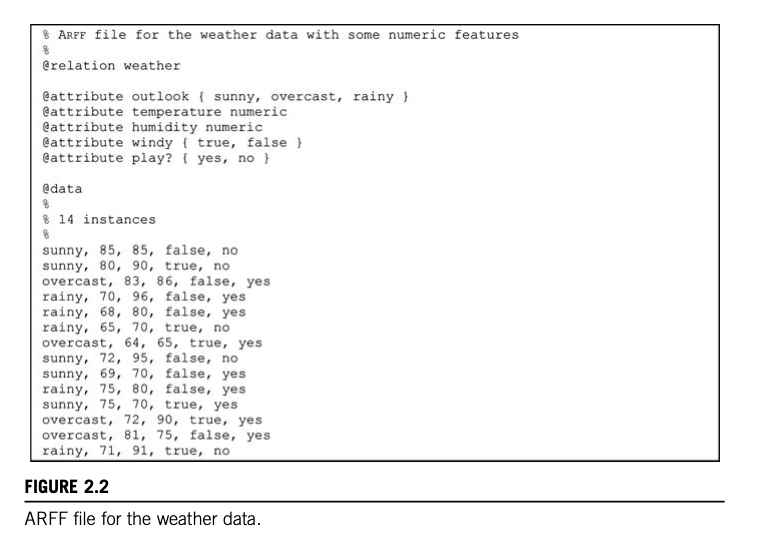 % ARFF file for the weather data with some numeric features
%
@relation weather
@attribute outlook { sunny, overcast, rainy }
@attribute temperature numeric
@attribute humidity numeric
@attribute windy { true, false }
@attribute play? { yes, no }
@data
%
% 14 instances
%
sunny, 85, 85, false, no
sunny, 80, 90, true, no
overcast, 83, 86, false, yes
rainy, 70, 96, false, yes
rainy, 68, 80, false, yes
rainy, 65, 70, true, no
overcast, 64, 65, true, yes
sunny, 72, 95, false, no
sunny, 69, 70, false, yes
rainy, 75, 80, false, yes
sunny, 75, 70, true, yes
overcast, 72, 90, true, yes
overcast, 81, 75, false, yes
rainy, 71, 91, true, no
FIGURE 2.2
ARFF file for the weather data.